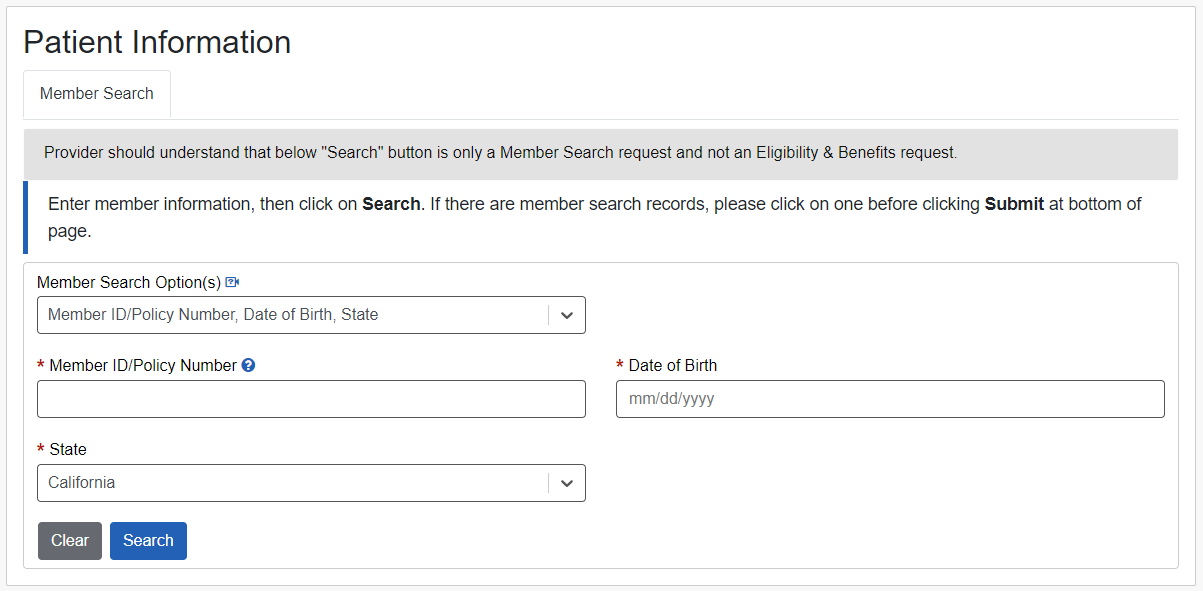 Patient Information
Member Search
Provider should understand that below "Search" button is only a Member Search request and not an Eligibility & Benefits request.
Enter member information, then click on Search. If there are member search records, please click on one before clicking Submit at bottom of
page.
Member Search Option(s)
Member ID/Policy Number, Date of Birth, State
* Member ID/Policy Number ?
* Date of Birth
mm/dd/yyyy
* State
California
Clear
Search